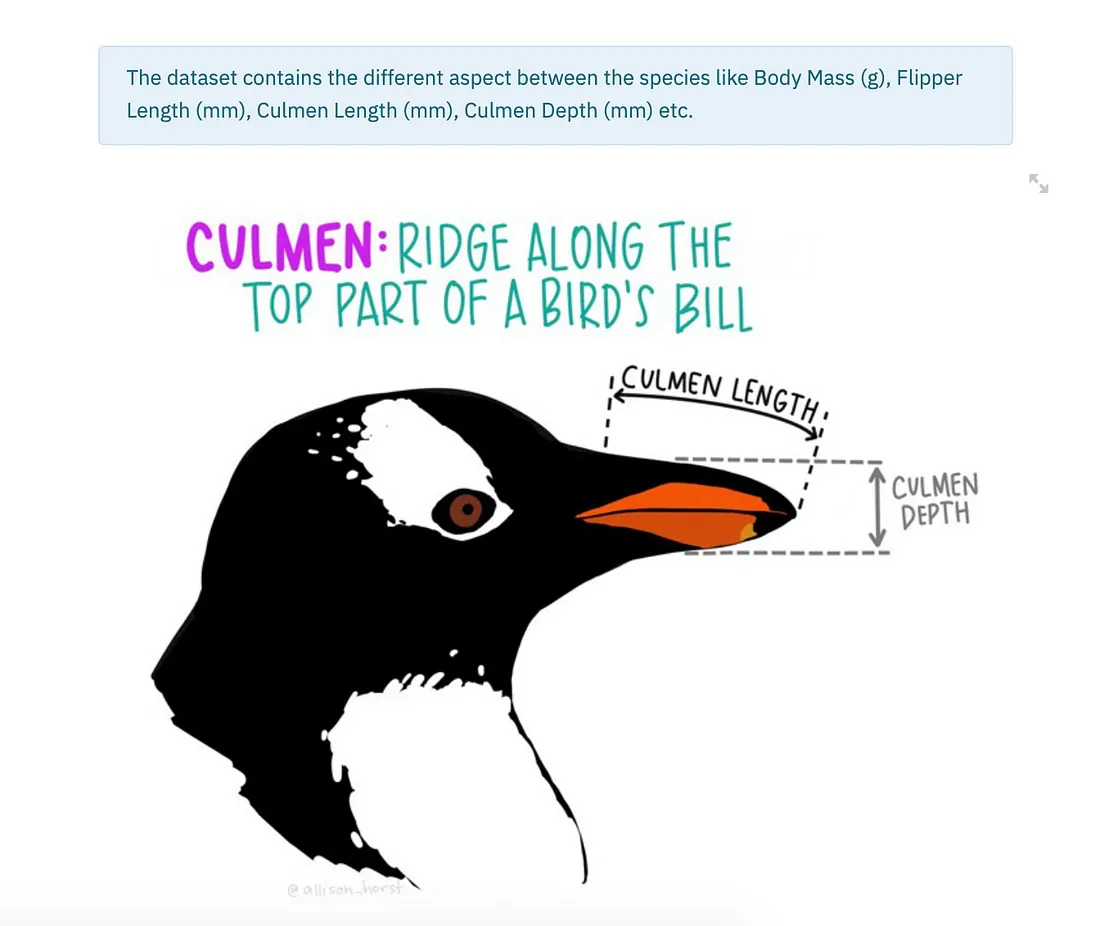 The dataset contains the different aspect between the species like Body Mass (g), Flipper
Length (mm), Culmen Length (mm), Culmen Depth (mm) etc.
CULMEN: RIDGE ALONG THE
TOP PART OF A BIRD'S BILL
CULMEN LENGTH
CULMEN
DEPTH
@allison_horst